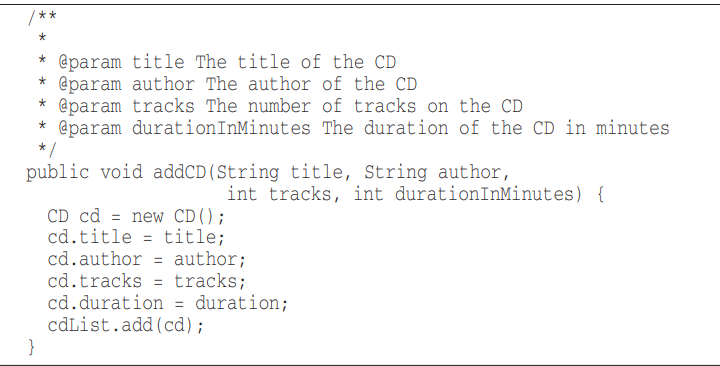 /**
 *
 * @param title The title of the CD
 * @param author The author of the CD
 * @param tracks The number of tracks on the CD
 * @param durationInMinutes The duration of the CD in minutes
 */
public void addCD(String title, String author,
                   int tracks, int durationInMinutes) {
  CD cd = new CD();
  cd.title = title;
  cd.author = author;
  cd.tracks = tracks;
  cd.duration = duration;
  cdList.add(cd);
}